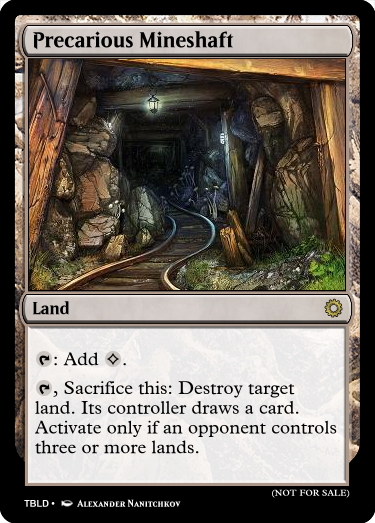 Precarious Mineshaft
Land
: Add .
, Sacrifice this: Destroy target
land. Its controller draws a card.
Activate only if an opponent controls
three or more lands.
(NOT FOR SALE)
TBLD • Alexander Nanitchkov